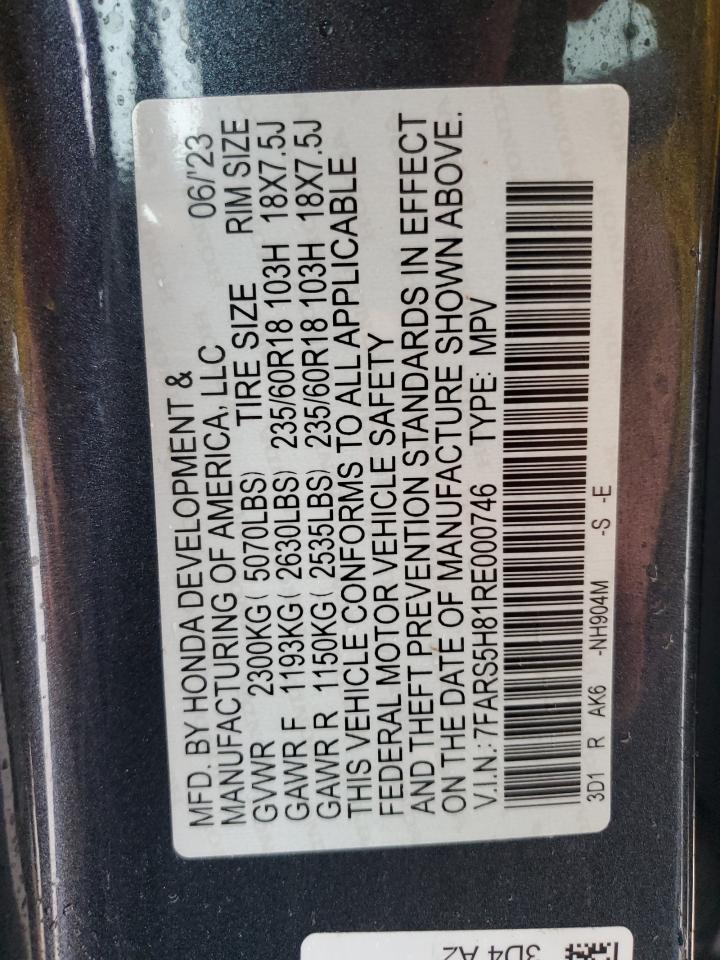 MFD. BY HONDA DEVELOPMENT & 06/'23
MANUFACTURING OF AMERICA, LLC
GVWR 2300KG( 5070LBS) TIRE SIZE RIM SIZE
GAWR F 1193KG( 2630LBS) 235/60R18 103H 18X7.5J
GAWR R 1150KG( 2535LBS) 235/60R18 103H 18X7.5J
THIS VEHICLE CONFORMS TO ALL APPLICABLE
FEDERAL MOTOR VEHICLE SAFETY
AND THEFT PREVENTION STANDARDS IN EFFECT
ON THE DATE OF MANUFACTURE SHOWN ABOVE.
V.I.N.: 7FARS5H81RE000746 TYPE: MPV
3D1 R AK6 -NH904M -S -E
3D4 A2